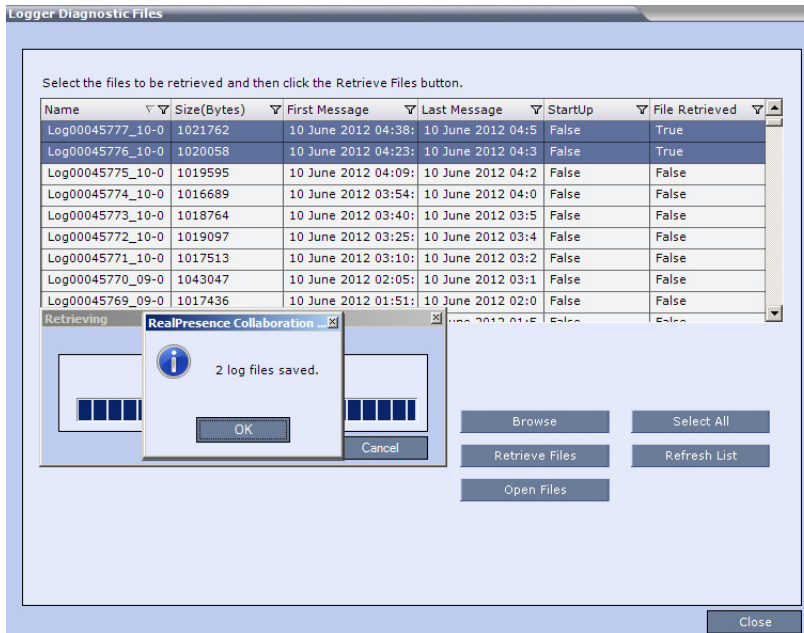 Logger Diagnostic Files
Select the files to be retrieved and then click the Retrieve Files button.
Name Size(Bytes) First Message Last Message StartUp File Retrieved
Log00045777_10-0 1021762 10 June 2012 04:38: 10 June 2012 04:5 False True
Log00045776_10-0 1020058 10 June 2012 04:23: 10 June 2012 04:3 False True
Log00045775_10-0 1019595 10 June 2012 04:09: 10 June 2012 04:2 False False
Log00045774_10-0 1016689 10 June 2012 03:54: 10 June 2012 04:0 False False
Log00045773_10-0 1018764 10 June 2012 03:40: 10 June 2012 03:5 False False
Log00045772_10-0 1019097 10 June 2012 03:25: 10 June 2012 03:4 False False
Log00045771_10-0 1017513 10 June 2012 03:10: 10 June 2012 03:2 False False
Log00045770_09-0 1043047 10 June 2012 02:05: 10 June 2012 03:1 False False
Log00045769_09-0 1017436 10 June 2012 01:51: 10 June 2012 02:0 False False
Retrieving
RealPresence Collaboration ...
2 log files saved.
OK
Cancel
Browse Select All
Retrieve Files Refresh List
Open Files
Close